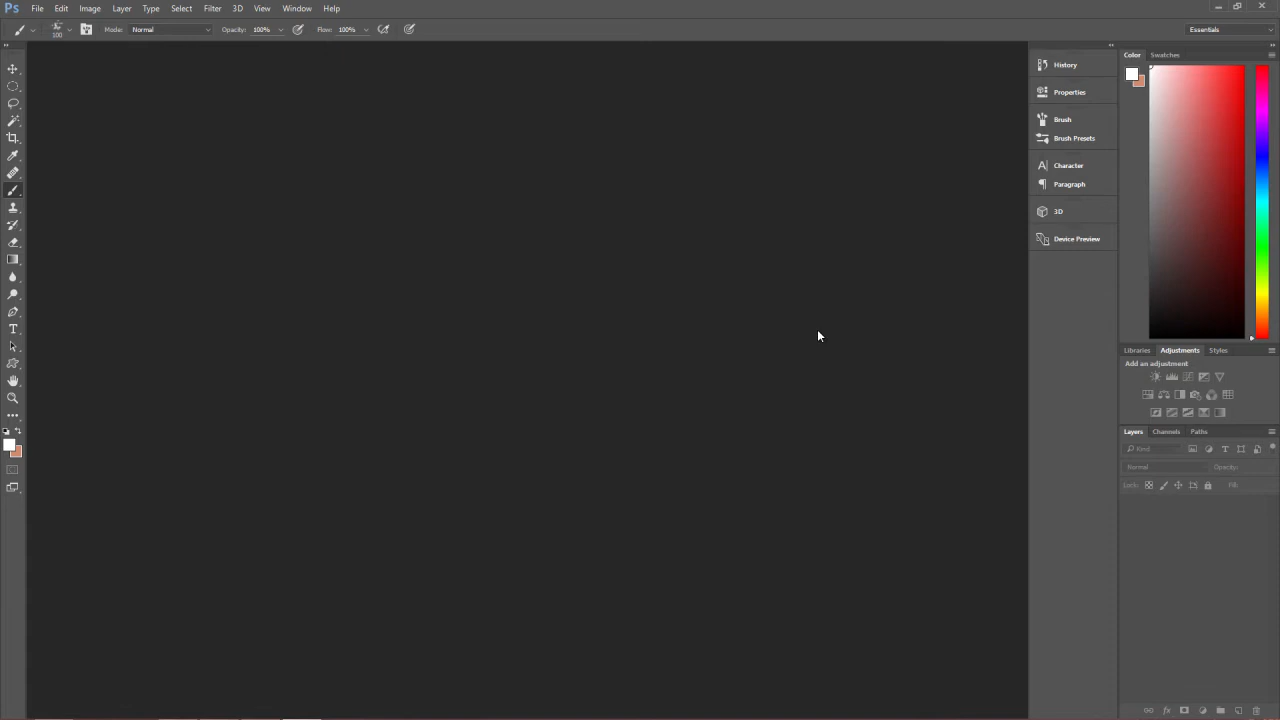 Ps File Edit Image Layer Type Select Filter 3D View Window Help
100 Mode: Normal Opacity: 100% Flow: 100% Essentials
Color Swatches
History
Properties
Brush
Brush Presets
Character
Paragraph
3D
Device Preview
Libraries Adjustments Styles
Add an adjustment
Layers Channels Paths
Kind
Normal Opacity:
Lock: Fill: